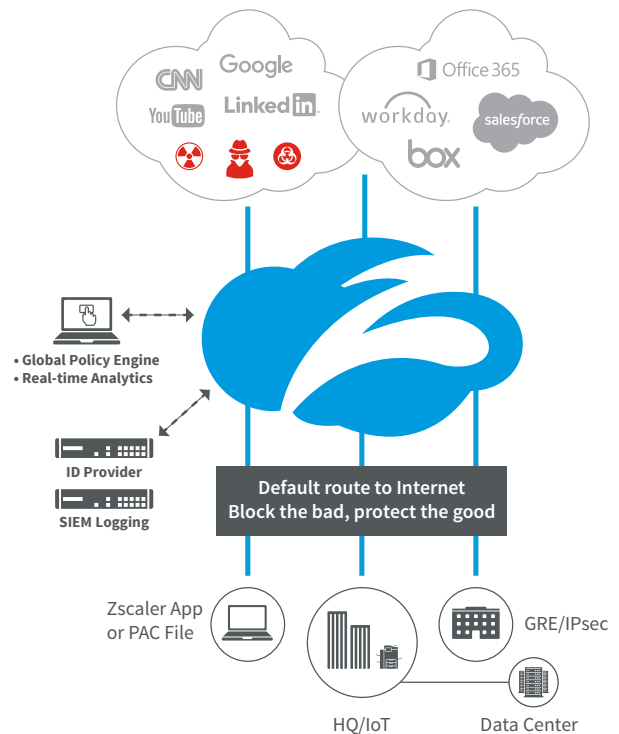 CNN
Google
YouTube
Linked in.
Office 365
workday.
salesforce
box
• Global Policy Engine
• Real-time Analytics
ID Provider
SIEM Logging
Default route to Internet
Block the bad, protect the good
Zscaler App
or PAC File
GRE/IPsec
HQ/IoT
Data Center